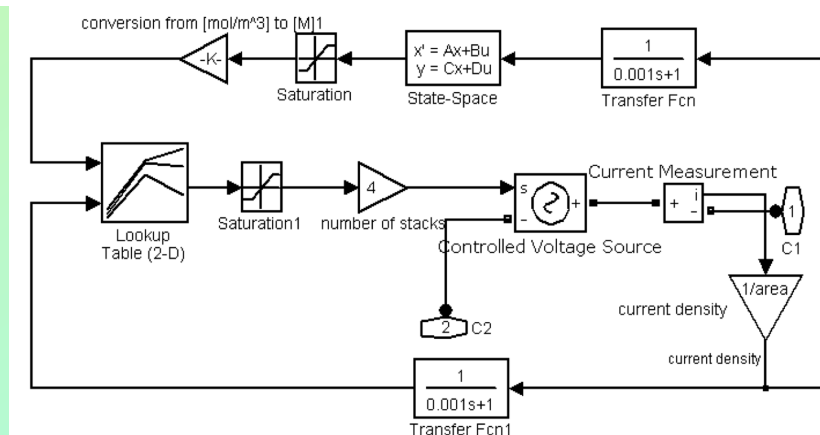 conversion from [mol/m^3] to [M]1
-K-
Saturation
x' = Ax+Bu
y = Cx+Du
State-Space
1
0.001s+1
Transfer Fcn
Lookup
Table (2-D)
Saturation1
4
number of stacks
s
-
+
Controlled Voltage Source
Current Measurement
+
i
-
1
C1
2
C2
1/area
current density
current density
1
0.001s+1
Transfer Fcn1